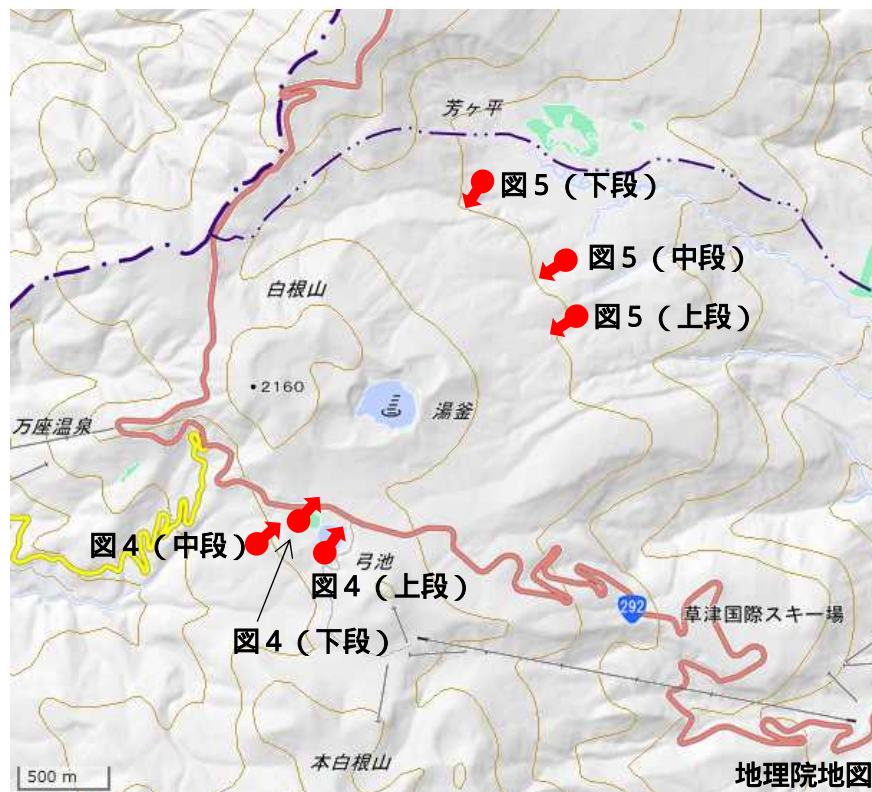 芳ヶ平
図５（下段）
図５（中段）
白根山
図５（上段）
・2160
湯釜
万座温泉
図４（中段）
弓池
図４（上段）
292
草津国際スキー場
図４（下段）
本白根山
500 m
地理院地図